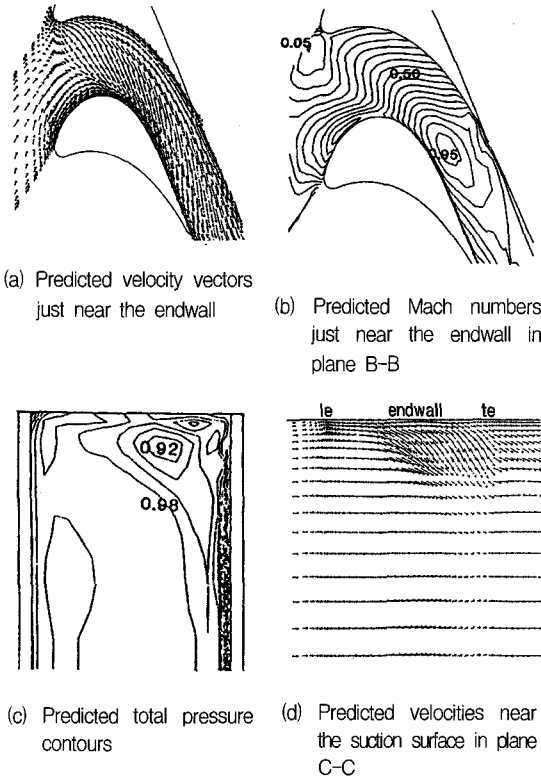 0.05
0.50
0.95
(a) Predicted velocity vectors
just near the endwall
(b) Predicted Mach numbers
just near the endwall in
plane B-B
le endwall te
0.92
0.98
(c) Predicted total pressure
contours
(d) Predicted velocities near
the suction surface in plane
C-C